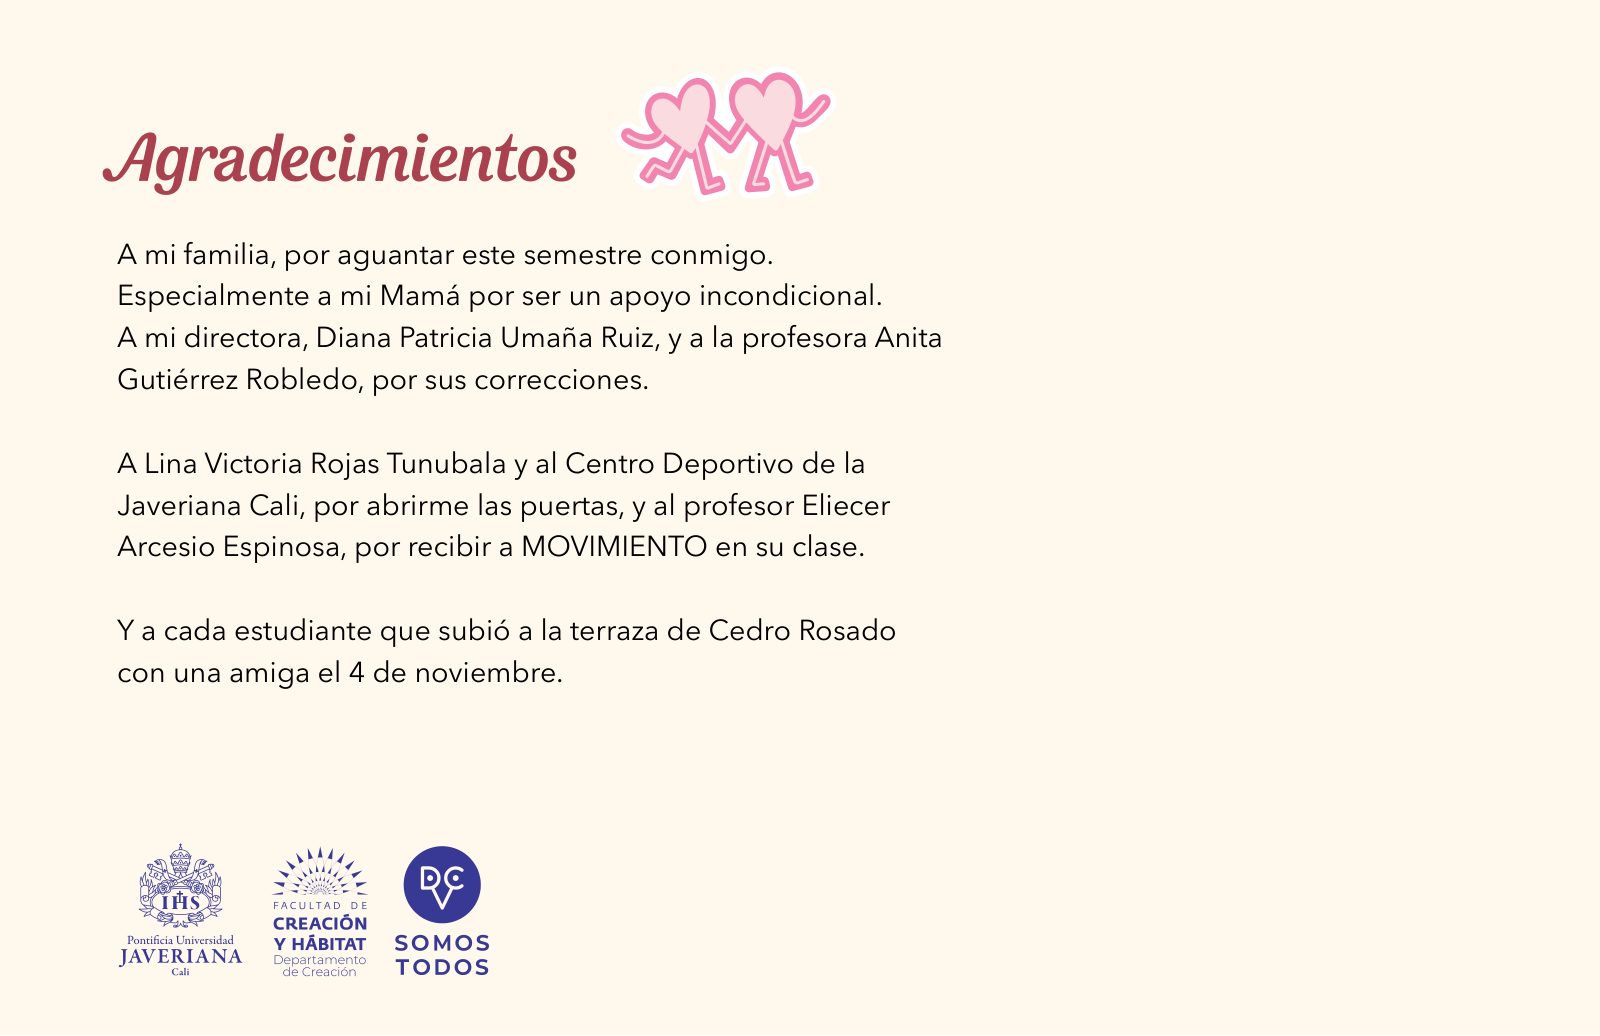 Agradecimientos
A mi familia, por aguantar este semestre conmigo.
Especialmente a mi Mamá por ser un apoyo incondicional.
A mi directora, Diana Patricia Umaña Ruiz, y a la profesora Anita
Gutiérrez Robledo, por sus correcciones.
A Lina Victoria Rojas Tunubala y al Centro Deportivo de la
Javeriana Cali, por abrirme las puertas, y al profesor Eliecer
Arcesio Espinosa, por recibir a MOVIMIENTO en su clase.
Y a cada estudiante que subió a la terraza de Cedro Rosado
con una amiga el 4 de noviembre.
IHS
Pontificia Universidad
JAVERIANA
Cali
FACULTAD DE
CREACIÓN
Y HÁBITAT
Departamento
de Creación
DCV
SOMOS
TODOS